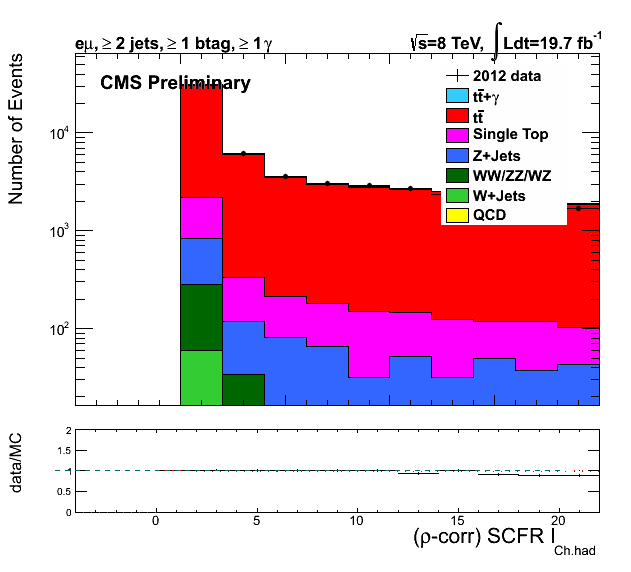 eμ, ≥ 2 jets, ≥ 1 btag, ≥ 1 γ
√s=8 TeV, ∫ Ldt=19.7 fb⁻¹
CMS Preliminary
2012 data
tt̄+γ
tt̄
Single Top
Z+Jets
WW/ZZ/WZ
W+Jets
QCD
Number of Events
10⁴
10³
10²
data/MC
2
1.5
1
0.5
0
0 5 10 15 20
(ρ-corr) SCFR I_Ch.had